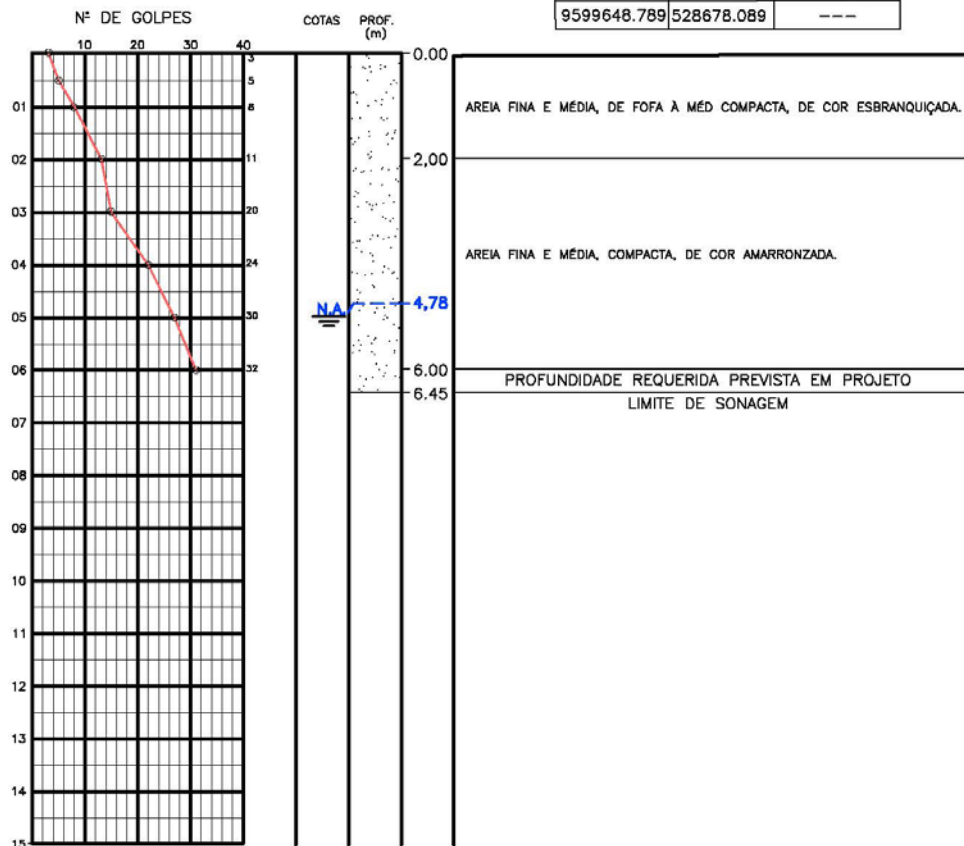 Nº DE GOLPES
COTAS
PROF.
(m)
9599648.789 528678.089 ---
10 20 30 40
3
5
01 8
02 11
03 20
04 24
05 30
06 32
07
08
09
10
11
12
13
14
15
N.A.
0.00
2,00
4,78
6.00
6.45
AREIA FINA E MÉDIA, DE FOFA À MÉD COMPACTA, DE COR ESBRANQUIÇADA.
AREIA FINA E MÉDIA, COMPACTA, DE COR AMARRONZADA.
PROFUNDIDADE REQUERIDA PREVISTA EM PROJETO
LIMITE DE SONAGEM